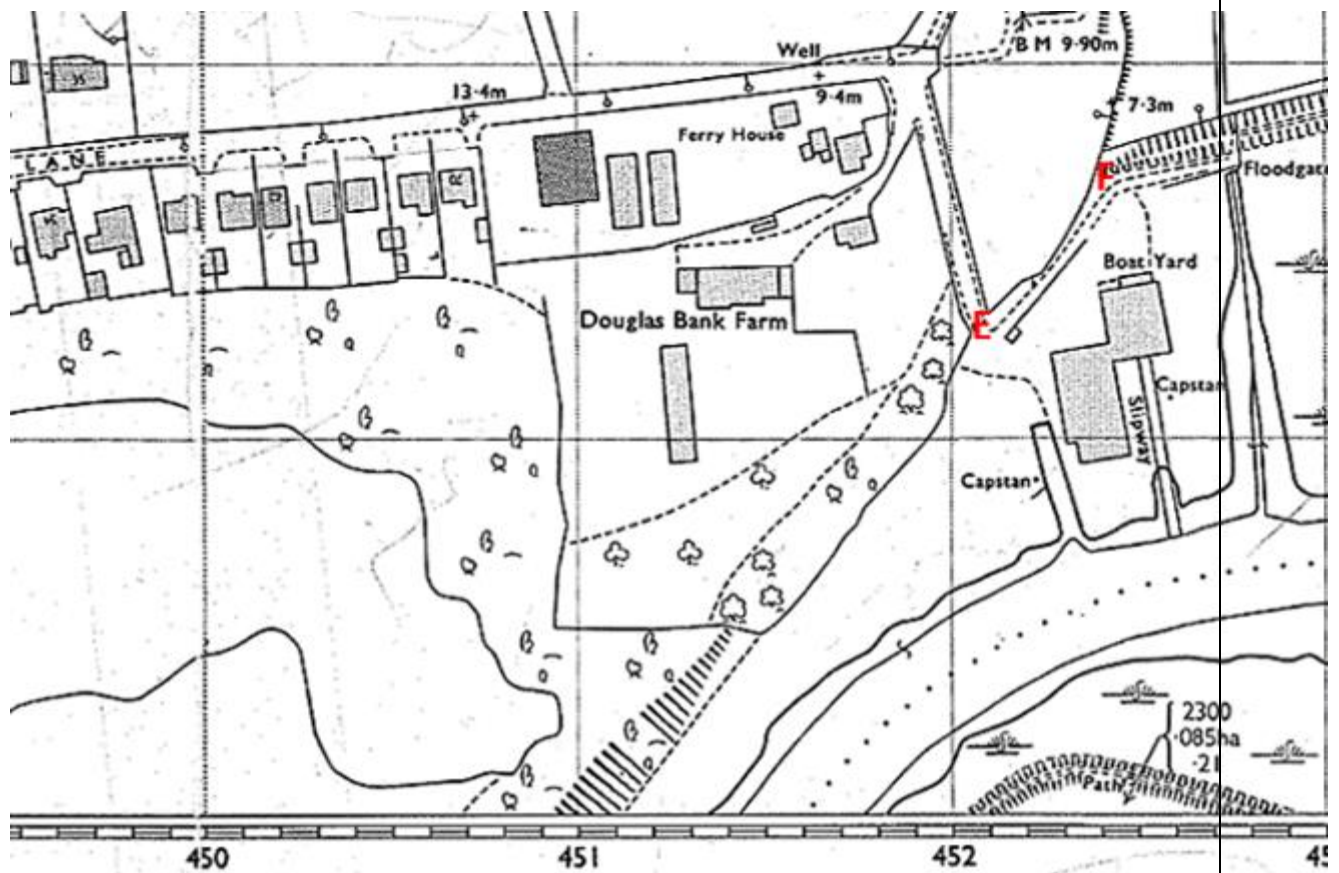 Well
B M 9·90m
13·4m
9·4m
7·3m
Ferry House
LANE
F
Floodgate
Boat Yard
Douglas Bank Farm
E
Capstan
Slipway
Capstan
2300
·085ha
·21
Path
450
451
452
45